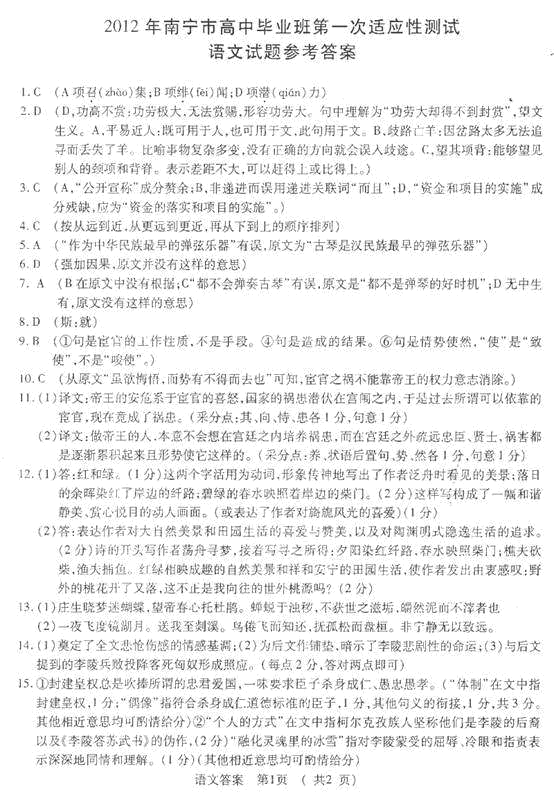 2012 年南宁市高中毕业班第一次适应性测试
语文试题参考答案
1. C (A 项召(zhào)集;B 项绯(fēi)闻;D 项潜(qián)力)
2. D (D,功高不赏:功劳极大,无法赏赐,形容功劳大。句中理解为“功劳大却得不到封赏”,望文
生义。A,平易近人:既可用于人,也可用于文,此句用于文。B,歧路亡羊:因岔路太多无法追
寻而丢失了羊。比喻事物复杂多变,没有正确的方向就会误入歧途。C,望其项背:能够望见
别人的颈项和背脊。表示差距不大,可以赶得上或比得上。)
3. C (A,“公开宣称”成分赘余;B,非递进而误用递进关联词“而且”;D,“资金和项目的实施”成
分残缺,应为“资金的落实和项目的实施”。)
4. C (按从远到近,从更远到更近,再从下到上的顺序排列)
5. A (“作为中华民族最早的弹弦乐器”有误,原文为“古琴是汉民族最早的弹弦乐器”)
6. D (强加因果,原文并没有这样的意思)
7. A (B 在原文中没有根据;C“都不会弹奏古琴”有误,原文是“都不是弹琴的好时机”;D 无中生
有,原文没有这样的意思)
8. D (斯:就)
9. B (①句是宦官的工作性质,不是手段。④句是造成的结果。⑥句是情势使然,“使”是“致
使”,不是“唆使”。)
10. C (从原文“虽欲悔悟,而势有不得而去也”可知,宦官之祸不能靠帝王的权力意志消除。)
11. (1)译文:帝王的安危系于宦官的喜怒,国家的祸患潜伏在宫闱之内,于是过去所谓可以依靠的
宦官,现在竟成了祸患。(采分点:其、向、恃、患各 1 分,句意 1 分)
(2)译文:做帝王的人,本意不会想在宫廷之内培养祸患,而在宫廷之外疏远忠臣、贤士,祸害都
是逐渐累积起来且形势使它这样的。(采分点:养、状语后置句、势、然各 1 分,句意 1 分)
12. (1)答:红和绿。(1 分)这两个字活用为动词,形象传神地写出了作者泛舟时看见的美景:落日
的余晖染红了岸边的纤路;碧绿的春水映照着岸边的柴门。(2 分)这样写构成了一幅和谐
静美、赏心悦目的动人画面。(或表达了作者对旖旎风光的喜爱)(1 分)
(2)答:表达作者对大自然美景和田园生活的喜爱与赞美,以及对陶渊明式隐逸生活的追求。
(2 分)诗的开头写作者荡舟寻梦,接着写寻之所得:夕阳染红纤路,春水映照柴门;樵夫砍
柴,渔夫捕鱼。红绿相映成趣的自然美景和祥和安宁的田园生活,使作者发出由衷感叹:野
外的桃花开了又落,这不正是我向往的世外桃源吗?(2 分)
13. (1)庄生晓梦迷蝴蝶,望帝春心托杜鹃。蝉蜕于浊秽,不获世之滋垢,皭然泥而不滓者也
(2)一夜飞度镜湖月。送我至剡溪。鸟倦飞而知还,抚孤松而盘桓。非宁静无以致远。
14. (1)奠定了全文悲怆伤感的情感基调;(2)为后文作铺垫,暗示了李陵悲剧性的命运;(3)与后文
提到的李陵兵败投降客死匈奴形成照应。(每点 2 分,答对两点即可)
15. ①封建皇权总是吹捧所谓的忠君爱国,一味要求臣子杀身成仁、愚忠愚孝。(“体制”在文中指
封建皇权,1 分;“偶像”指符合杀身成仁道德标准的臣子,1 分,其他句义的衔接,1 分,共 3 分。
其他相近意思均可酌情给分)②“个人的方式”在文中指柯尔克孜族人坚称他们是李陵的后裔
以及《李陵答苏武书》的伪作,(2 分)“融化灵魂里的冰雪”指对李陵蒙受的屈辱、冷眼和指责表
示深深地同情和理解。(1 分)(其他相近意思均可酌情给分)
语文答案 第1页 ( 共2 页)